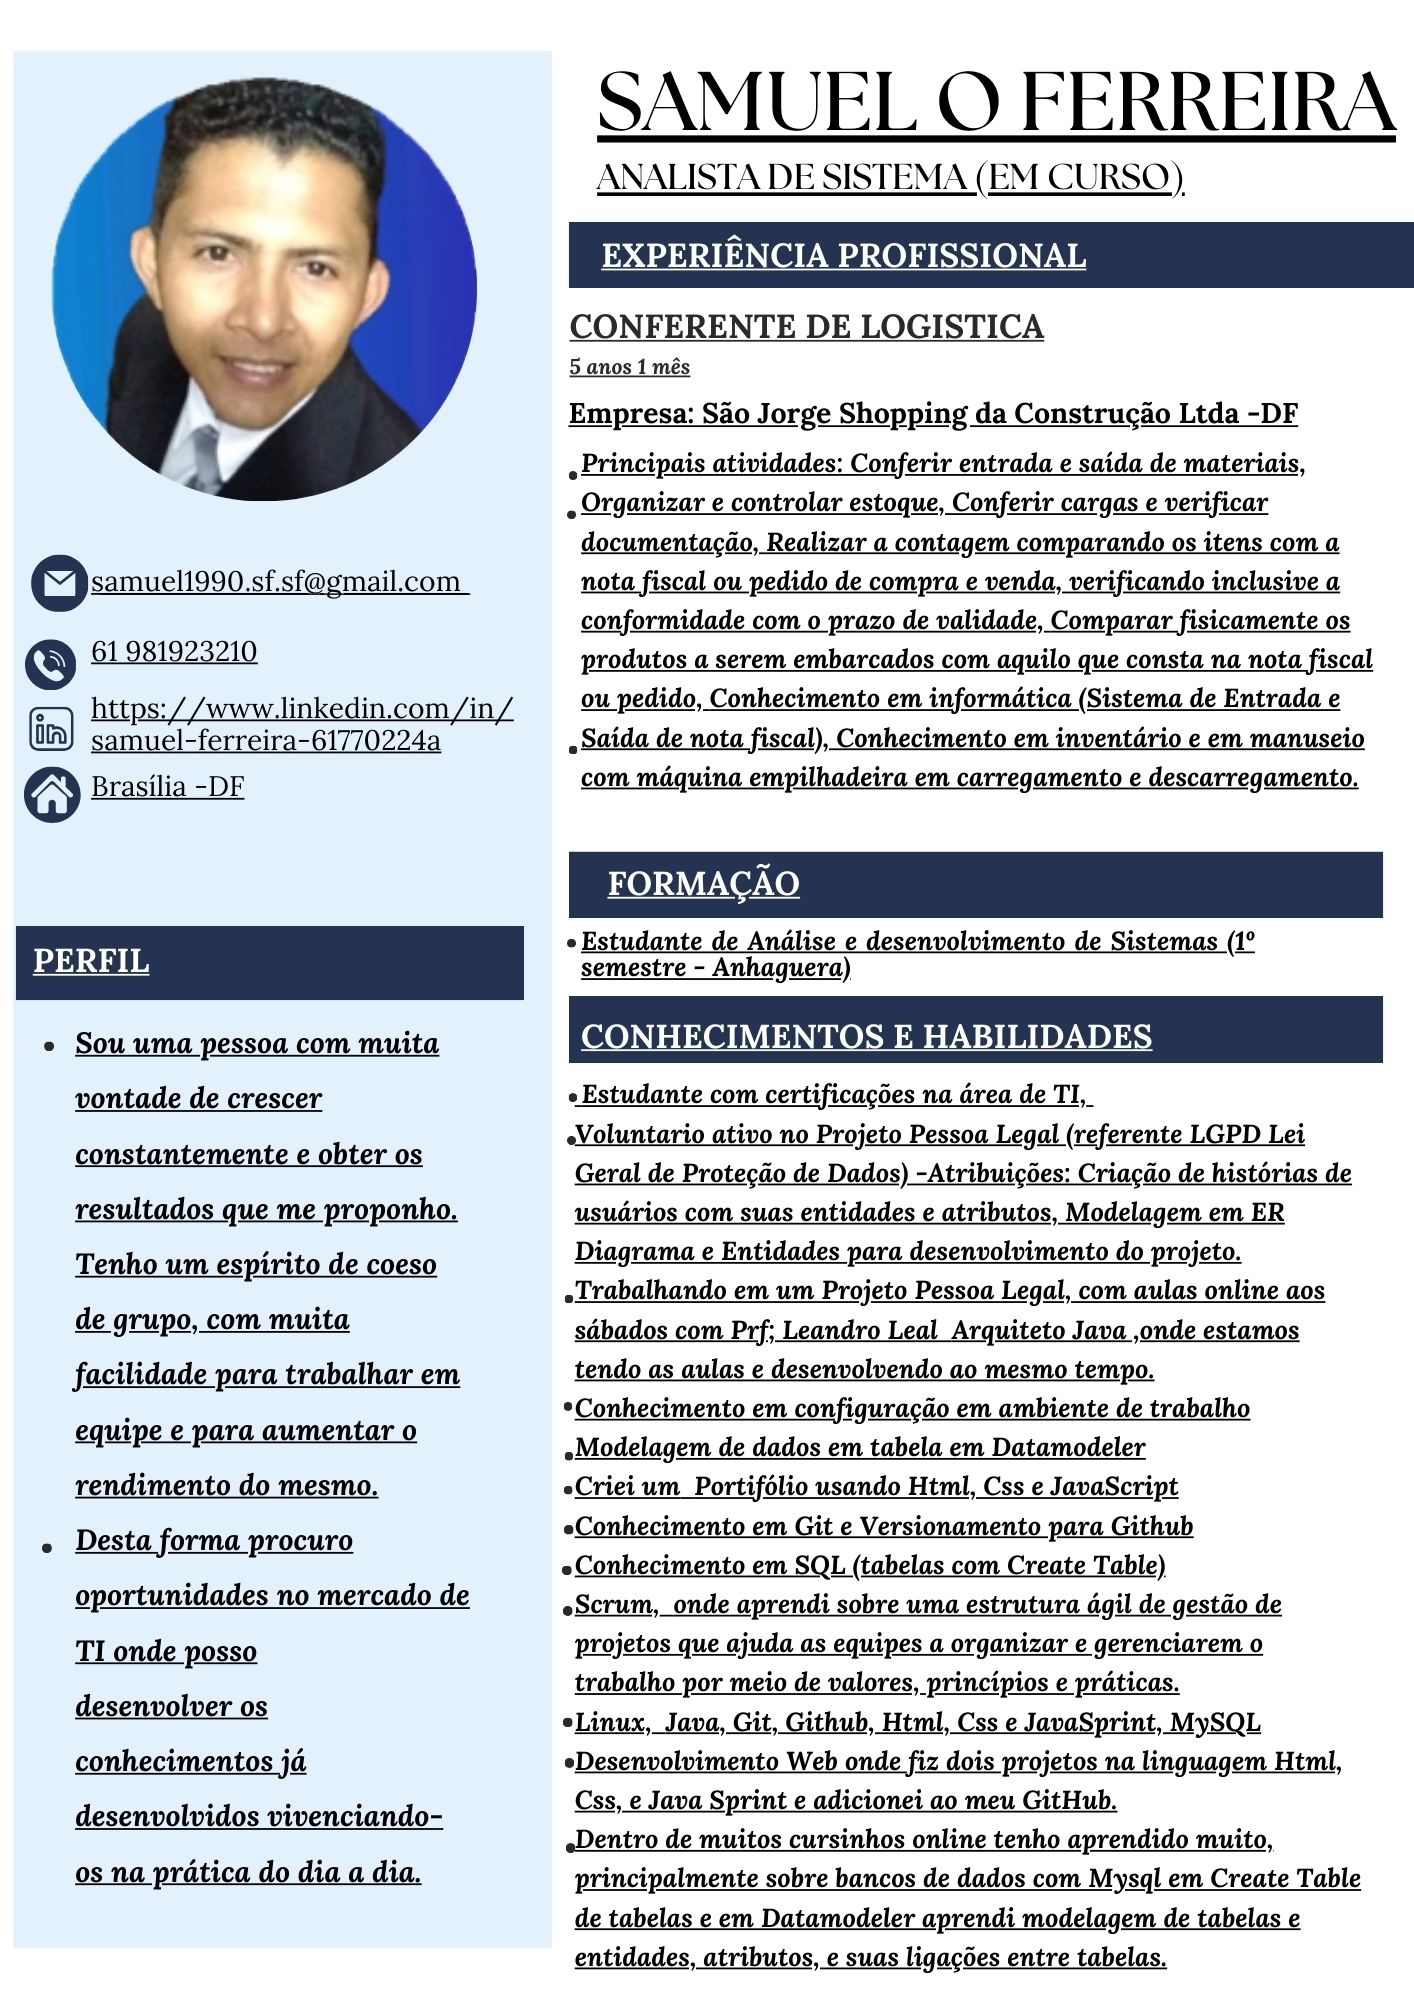 SAMUEL O FERREIRA
ANALISTA DE SISTEMA (EM CURSO)
samuel1990.sf.sf@gmail.com
61 981923210
https://www.linkedin.com/in/
samuel-ferreira-61770224a
Brasília -DF
PERFIL
Sou uma pessoa com muita
vontade de crescer
constantemente e obter os
resultados que me proponho.
Tenho um espírito de coeso
de grupo, com muita
facilidade para trabalhar em
equipe e para aumentar o
rendimento do mesmo.
Desta forma procuro
oportunidades no mercado de
TI onde posso
desenvolver os
conhecimentos já
desenvolvidos vivenciando-
os na prática do dia a dia.
EXPERIÊNCIA PROFISSIONAL
CONFERENTE DE LOGISTICA
5 anos 1 mês
Empresa: São Jorge Shopping da Construção Ltda -DF
Principais atividades: Conferir entrada e saída de materiais,
Organizar e controlar estoque, Conferir cargas e verificar
documentação, Realizar a contagem comparando os itens com a
nota fiscal ou pedido de compra e venda, verificando inclusive a
conformidade com o prazo de validade, Comparar fisicamente os
produtos a serem embarcados com aquilo que consta na nota fiscal
ou pedido, Conhecimento em informática (Sistema de Entrada e
Saída de nota fiscal), Conhecimento em inventário e em manuseio
com máquina empilhadeira em carregamento e descarregamento.
FORMAÇÃO
Estudante de Análise e desenvolvimento de Sistemas (1º
semestre - Anhaguera)
CONHECIMENTOS E HABILIDADES
Estudante com certificações na área de TI,
Voluntario ativo no Projeto Pessoa Legal (referente LGPD Lei
Geral de Proteção de Dados) -Atribuições: Criação de histórias de
usuários com suas entidades e atributos, Modelagem em ER
Diagrama e Entidades para desenvolvimento do projeto.
Trabalhando em um Projeto Pessoa Legal, com aulas online aos
sábados com Prf; Leandro Leal  Arquiteto Java ,onde estamos
tendo as aulas e desenvolvendo ao mesmo tempo.
Conhecimento em configuração em ambiente de trabalho
Modelagem de dados em tabela em Datamodeler
Criei um  Portifólio usando Html, Css e JavaScript
Conhecimento em Git e Versionamento para Github
Conhecimento em SQL (tabelas com Create Table)
Scrum,  onde aprendi sobre uma estrutura ágil de gestão de
projetos que ajuda as equipes a organizar e gerenciarem o
trabalho por meio de valores, princípios e práticas.
Linux,  Java, Git, Github, Html, Css e JavaSprint, MySQL
Desenvolvimento Web onde fiz dois projetos na linguagem Html,
Css, e Java Sprint e adicionei ao meu GitHub.
Dentro de muitos cursinhos online tenho aprendido muito,
principalmente sobre bancos de dados com Mysql em Create Table
de tabelas e em Datamodeler aprendi modelagem de tabelas e
entidades, atributos, e suas ligações entre tabelas.